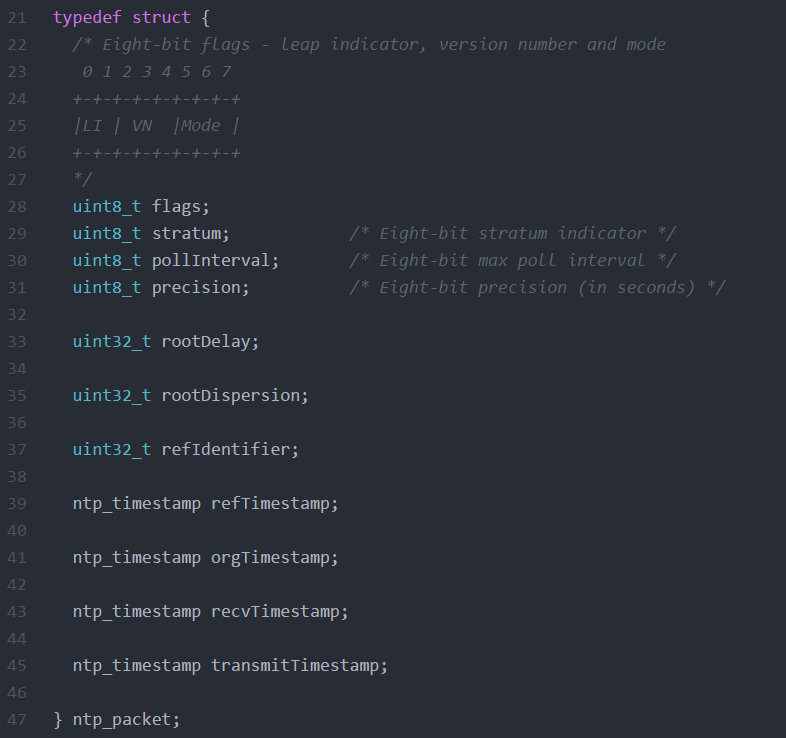 21 typedef struct {
22   /* Eight-bit flags - leap indicator, version number and mode
23    0 1 2 3 4 5 6 7
24   +-+-+-+-+-+-+-+-+
25   |LI | VN  |Mode |
26   +-+-+-+-+-+-+-+-+
27   */
28   uint8_t flags;
29   uint8_t stratum;            /* Eight-bit stratum indicator */
30   uint8_t pollInterval;       /* Eight-bit max poll interval */
31   uint8_t precision;          /* Eight-bit precision (in seconds) */
32
33   uint32_t rootDelay;
34
35   uint32_t rootDispersion;
36
37   uint32_t refIdentifier;
38
39   ntp_timestamp refTimestamp;
40
41   ntp_timestamp orgTimestamp;
42
43   ntp_timestamp recvTimestamp;
44
45   ntp_timestamp transmitTimestamp;
46
47 } ntp_packet;